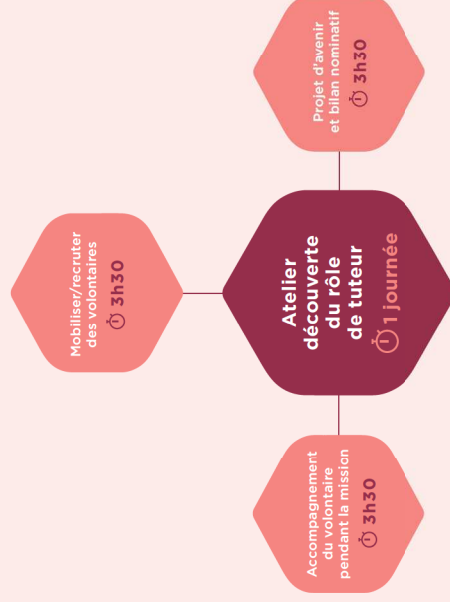 Mobiliser/recruter
des volontaires
3h30
Accompagnement
du volontaire
pendant la mission
3h30
Atelier
découverte
du rôle
de tuteur
1 journée
Projet d'avenir
et bilan nominatif
3h30